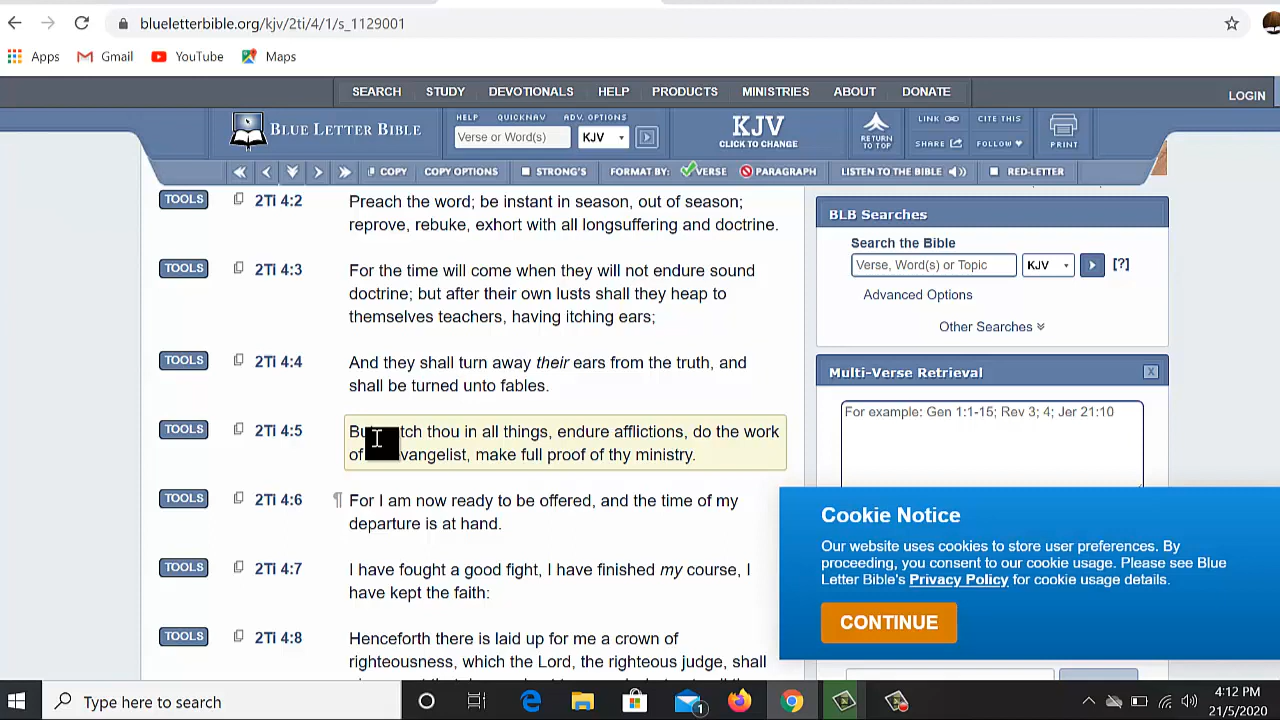 blueletterbible.org/kjv/2ti/4/1/s_1129001
Apps Gmail YouTube Maps
SEARCH STUDY DEVOTIONALS HELP PRODUCTS MINISTRIES ABOUT DONATE
LOGIN
BLUE LETTER BIBLE
HELP QUICKNAV ADV. OPTIONS
Verse or Word(s) KJV
KJV
CLICK TO CHANGE
RETURN
TO TOP
LINK CITE THIS
SHARE FOLLOW
PRINT
COPY COPY OPTIONS STRONG'S FORMAT BY: VERSE PARAGRAPH LISTEN TO THE BIBLE RED-LETTER
TOOLS 2Ti 4:2 Preach the word; be instant in season, out of season;
reprove, rebuke, exhort with all longsuffering and doctrine.
TOOLS 2Ti 4:3 For the time will come when they will not endure sound
doctrine; but after their own lusts shall they heap to
themselves teachers, having itching ears;
TOOLS 2Ti 4:4 And they shall turn away their ears from the truth, and
shall be turned unto fables.
TOOLS 2Ti 4:5 thou in all things, endure afflictions, do the work
of make full proof of thy ministry.
TOOLS 2Ti 4:6 ¶ For I am now ready to be offered, and the time of my
departure is at hand.
TOOLS 2Ti 4:7 I have fought a good fight, I have finished my course, I
have kept the faith:
TOOLS 2Ti 4:8 Henceforth there is laid up for me a crown of
righteousness, which the Lord, the righteous judge, shall
BLB Searches
Search the Bible
Verse, Word(s) or Topic KJV [?]
Advanced Options
Other Searches
Multi-Verse Retrieval X
For example: Gen 1:1-15; Rev 3; 4; Jer 21:10
Cookie Notice
Our website uses cookies to store user preferences. By
proceeding, you consent to our cookie usage. Please see Blue
Letter Bible's Privacy Policy for cookie usage details.
CONTINUE
Type here to search
1
4:12 PM
21/5/2020